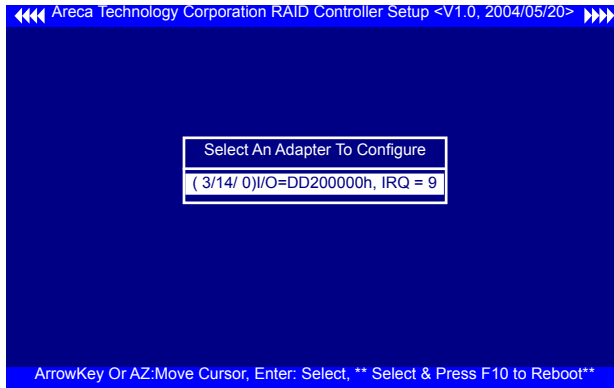 Areca Technology Corporation RAID Controller Setup <V1.0, 2004/05/20>
Select An Adapter To Configure
( 3/14/ 0)I/O=DD200000h, IRQ = 9
ArrowKey Or AZ:Move Cursor, Enter: Select, ** Select & Press F10 to Reboot**